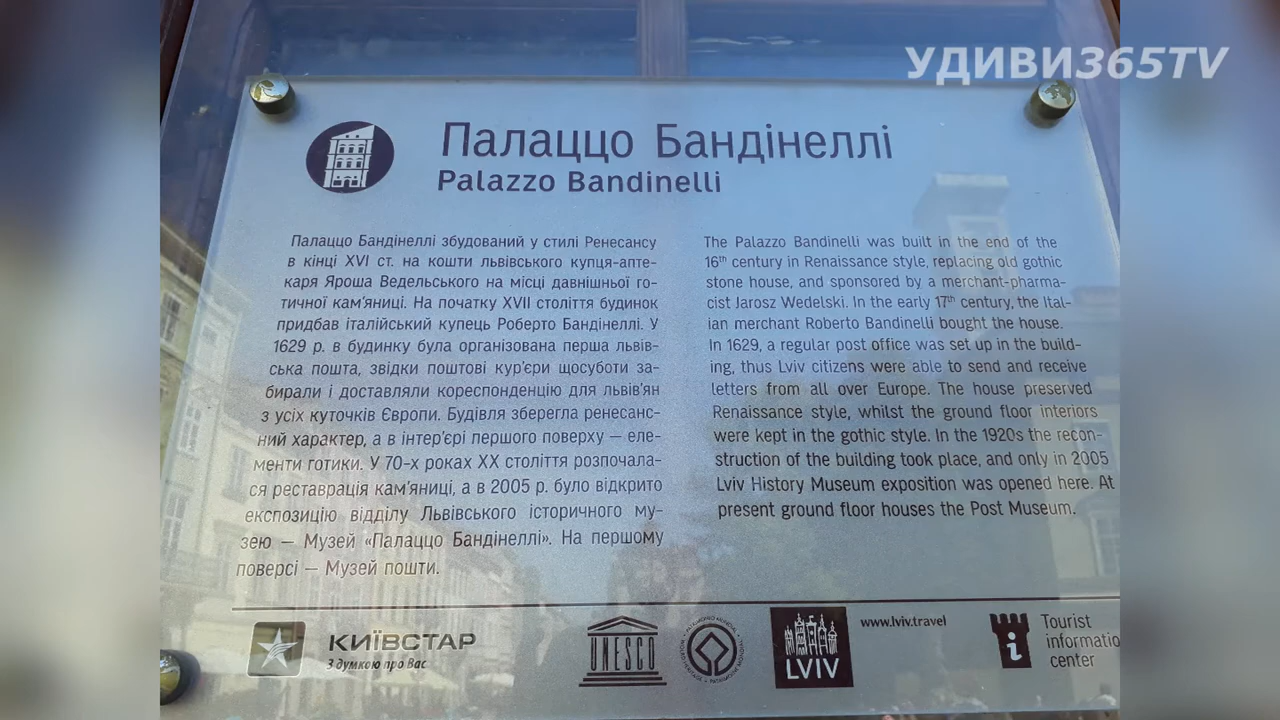 УДИВИ365TV
Палаццо Бандінеллі
Palazzo Bandinelli
Палаццо Бандінеллі збудований у стилі Ренесансу
в кінці XVI ст. на кошти львівського купця-апте-
каря Яроша Ведельського на місці давнішньої го-
тичної кам'яниці. На початку XVII століття будинок
придбав італійський купець Роберто Бандінеллі. У
1629 р. в будинку була організована перша львів-
ська пошта, звідки поштові кур'єри щосуботи за-
бирали і доставляли кореспонденцію для львів'ян
з усіх куточків Європи. Будівля зберегла ренесанс-
ний характер, а в інтер'єрі першого поверху — еле-
менти готики. У 70-х роках XX століття розпочала-
ся реставрація кам'яниці, а в 2005 р. було відкрито
експозицію відділу Львівського історичного му-
зею — Музей «Палаццо Бандінеллі». На першому
поверсі — Музей пошти.
The Palazzo Bandinelli was built in the end of the
16th century in Renaissance style, replacing old gothic
stone house, and sponsored by a merchant-pharma-
cist Jarosz Wedelski. In the early 17th century, the Ital-
ian merchant Roberto Bandinelli bought the house.
In 1629, a regular post office was set up in the build-
ing, thus Lviv citizens were able to send and receive
letters from all over Europe. The house preserved
Renaissance style, whilst the ground floor interiors
were kept in the gothic style. In the 1920s the recon-
struction of the building took place, and only in 2005
Lviv History Museum exposition was opened here. At
present ground floor houses the Post Museum.
КИЇВСТАР
З думкою про Вас
UNESCO
LVIV
www.lviv.travel
Tourist
informatio
center